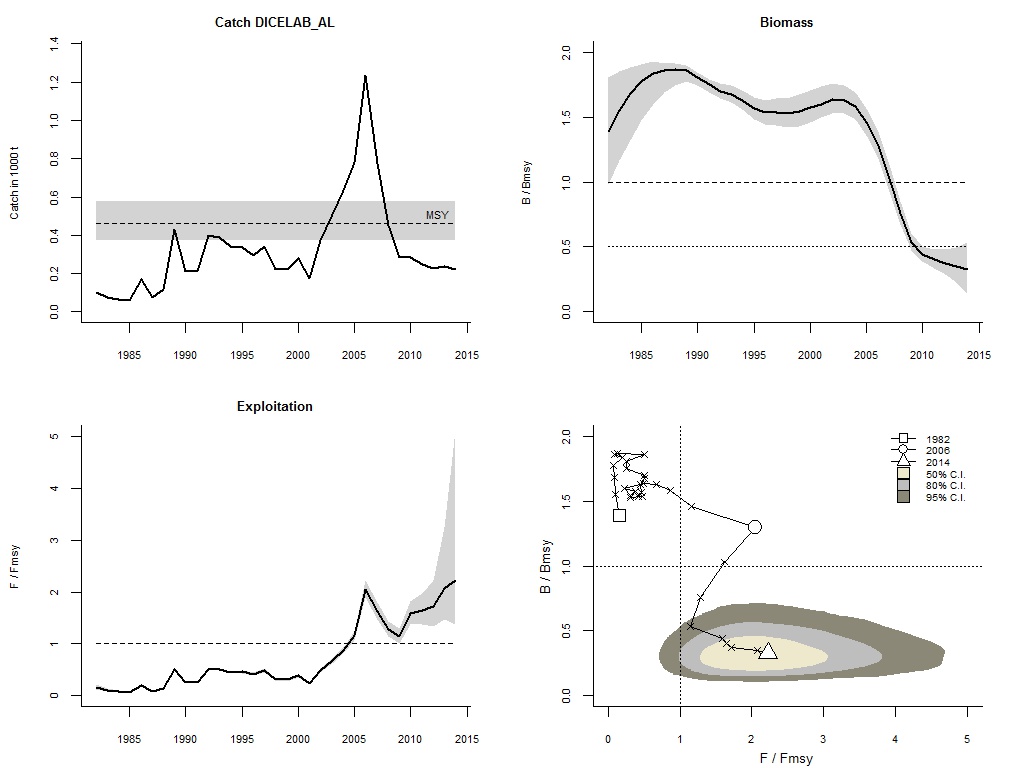 Catch DICELAB_AL
Catch in 1000 t
0.0 0.2 0.4 0.6 0.8 1.0 1.2 1.4
MSY
1985 1990 1995 2000 2005 2010 2015
Biomass
B / Bmsy
0.0 0.5 1.0 1.5 2.0
1985 1990 1995 2000 2005 2010 2015
Exploitation
F / Fmsy
0 1 2 3 4 5
1985 1990 1995 2000 2005 2010 2015
B / Bmsy
0.0 0.5 1.0 1.5 2.0
1982
2006
2014
50% C.I.
80% C.I.
95% C.I.
0 1 2 3 4 5
F / Fmsy